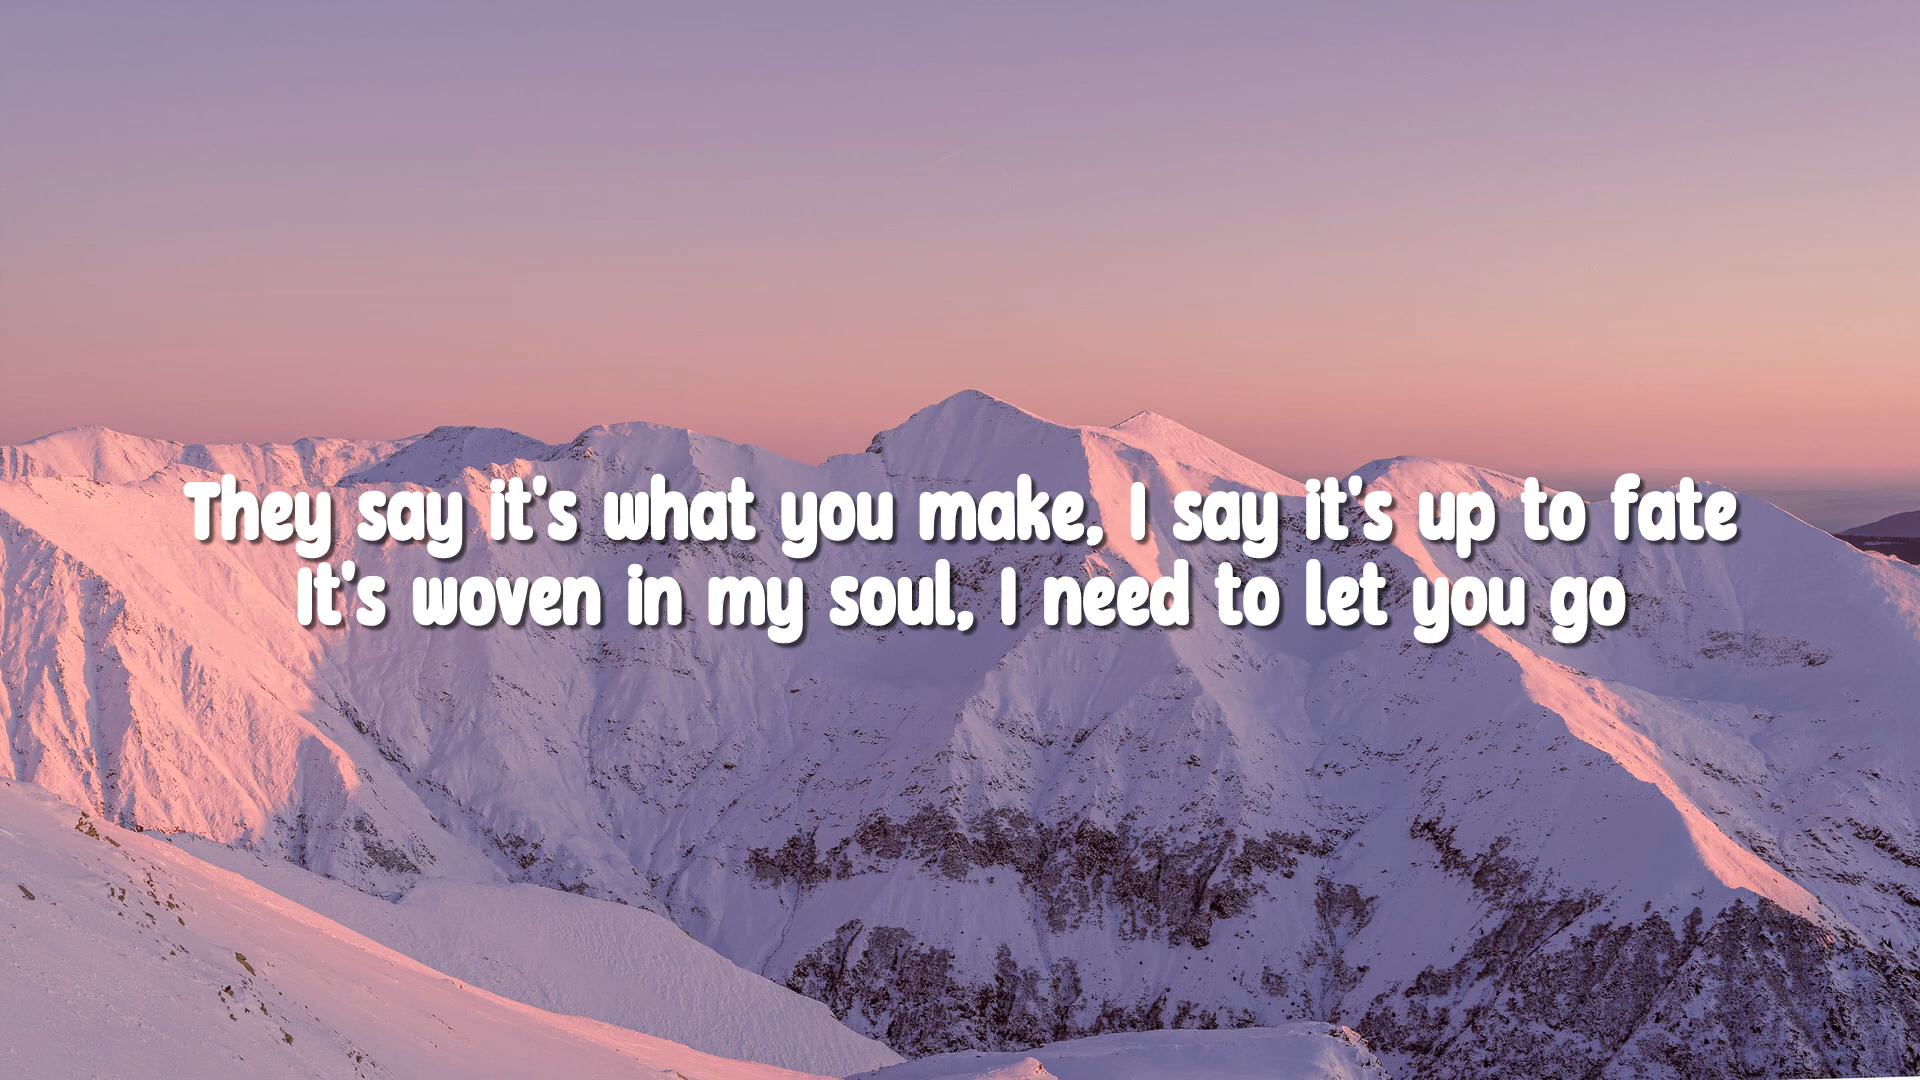 They say it's what you make, I say it's up to fate
It's woven in my soul, I need to let you go